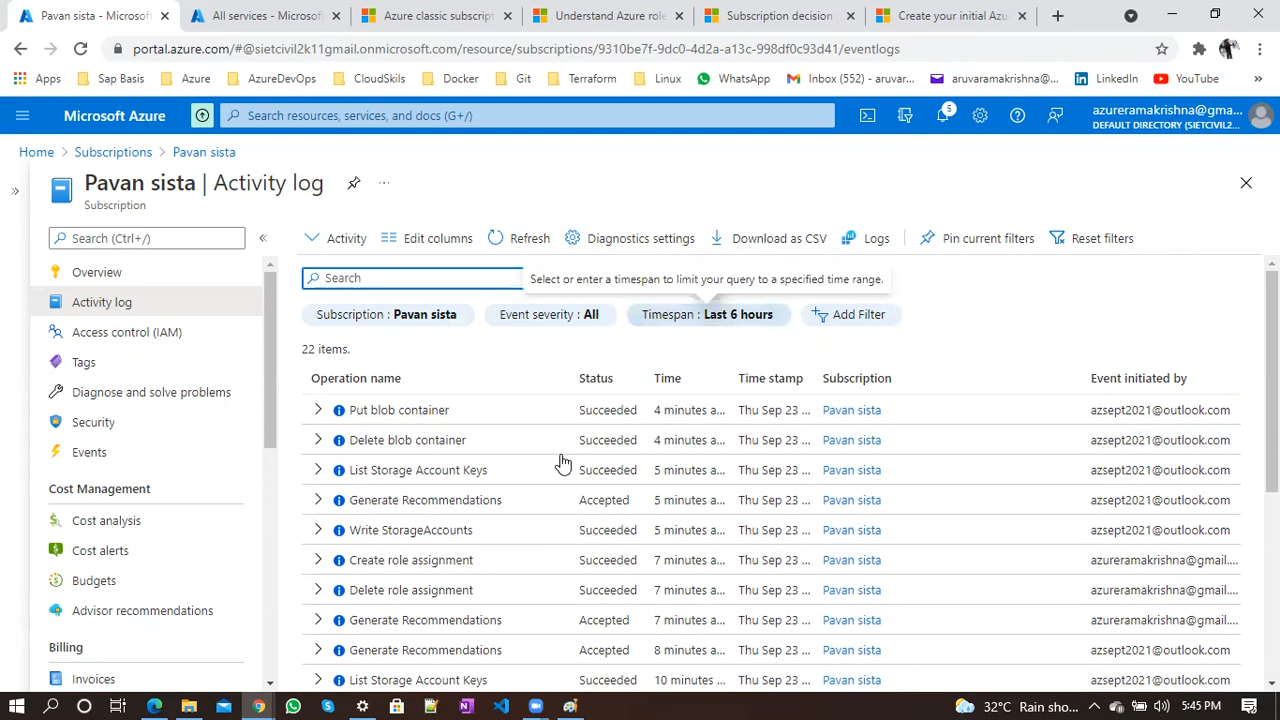 Pavan sista - Microsoft Azure
All services - Microsoft
Azure classic subscript
Understand Azure role
Subscription decision
Create your initial Azu
portal.azure.com/#@sietcivil2k11gmail.onmicrosoft.com/resource/subscriptions/9310be7f-9dc0-4d2a-a13c-998df0c93d41/eventlogs
Apps Sap Basis Azure AzureDevOps CloudSkils Docker Git Terraform Linux WhatsApp Inbox (552) - aruvar... aruvaramakrishna@... LinkedIn YouTube »
Microsoft Azure
Search resources, services, and docs (G+/)
5
azureramakrishna@gma...
DEFAULT DIRECTORY (SIETCIVIL2...
Home > Subscriptions > Pavan sista
Pavan sista | Activity log
Subscription
Search (Ctrl+/)
Overview
Activity log
Access control (IAM)
Tags
Diagnose and solve problems
Security
Events
Cost Management
Cost analysis
Cost alerts
Budgets
Advisor recommendations
Billing
Invoices
Activity Edit columns Refresh Diagnostics settings Download as CSV Logs Pin current filters Reset filters
Search
Select or enter a timespan to limit your query to a specified time range.
Subscription : Pavan sista Event severity : All Timespan : Last 6 hours Add Filter
22 items.
Operation name Status Time Time stamp Subscription Event initiated by
Put blob container Succeeded 4 minutes a... Thu Sep 23 ... Pavan sista azsept2021@outlook.com
Delete blob container Succeeded 4 minutes a... Thu Sep 23 ... Pavan sista azsept2021@outlook.com
List Storage Account Keys Succeeded 5 minutes a... Thu Sep 23 ... Pavan sista azsept2021@outlook.com
Generate Recommendations Accepted 5 minutes a... Thu Sep 23 ... Pavan sista azsept2021@outlook.com
Write StorageAccounts Succeeded 5 minutes a... Thu Sep 23 ... Pavan sista azsept2021@outlook.com
Create role assignment Succeeded 7 minutes a... Thu Sep 23 ... Pavan sista azureramakrishna@gmail....
Delete role assignment Succeeded 7 minutes a... Thu Sep 23 ... Pavan sista azureramakrishna@gmail....
Generate Recommendations Accepted 7 minutes a... Thu Sep 23 ... Pavan sista azureramakrishna@gmail....
Generate Recommendations Accepted 8 minutes a... Thu Sep 23 ... Pavan sista azsept2021@outlook.com
List Storage Account Keys Succeeded 10 minutes ... Thu Sep 23 ... Pavan sista azsept2021@outlook.com
32°C Rain sho... 5:45 PM